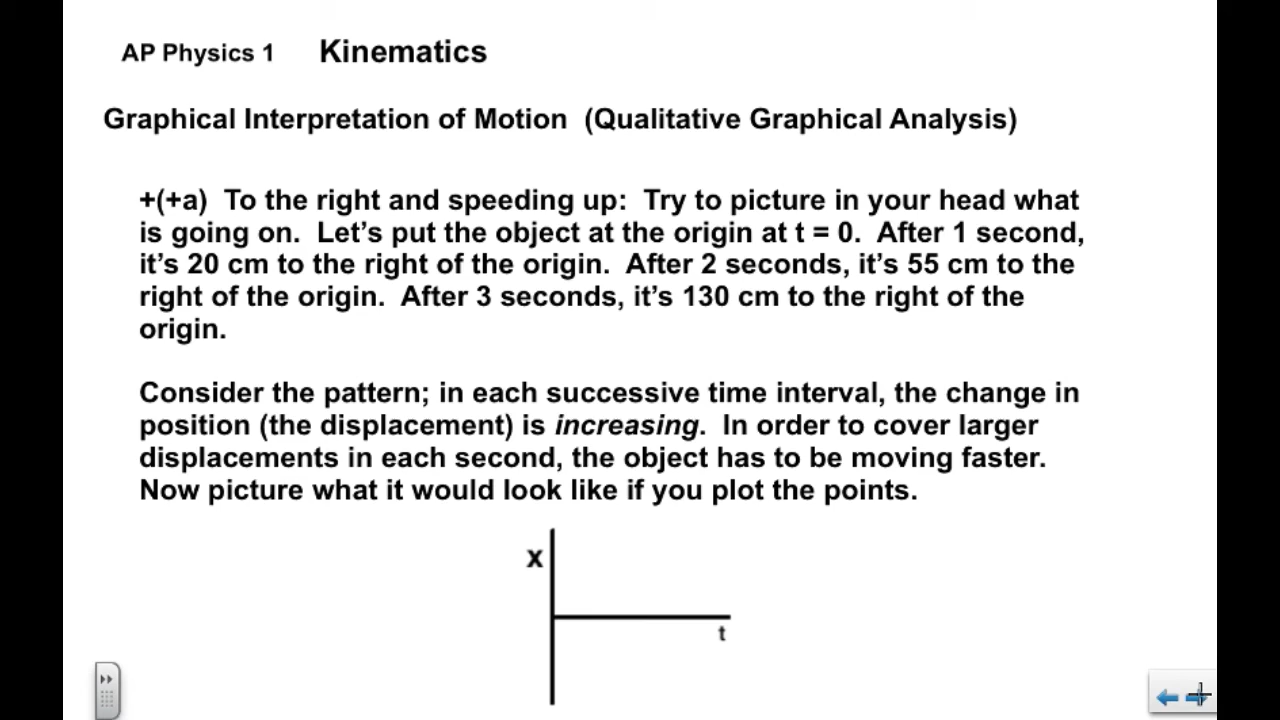 AP Physics 1 Kinematics
Graphical Interpretation of Motion (Qualitative Graphical Analysis)
+(+a) To the right and speeding up: Try to picture in your head what
is going on. Let’s put the object at the origin at t = 0. After 1 second,
it’s 20 cm to the right of the origin. After 2 seconds, it’s 55 cm to the
right of the origin. After 3 seconds, it’s 130 cm to the right of the
origin.
Consider the pattern; in each successive time interval, the change in
position (the displacement) is increasing. In order to cover larger
displacements in each second, the object has to be moving faster.
Now picture what it would look like if you plot the points.
x
t